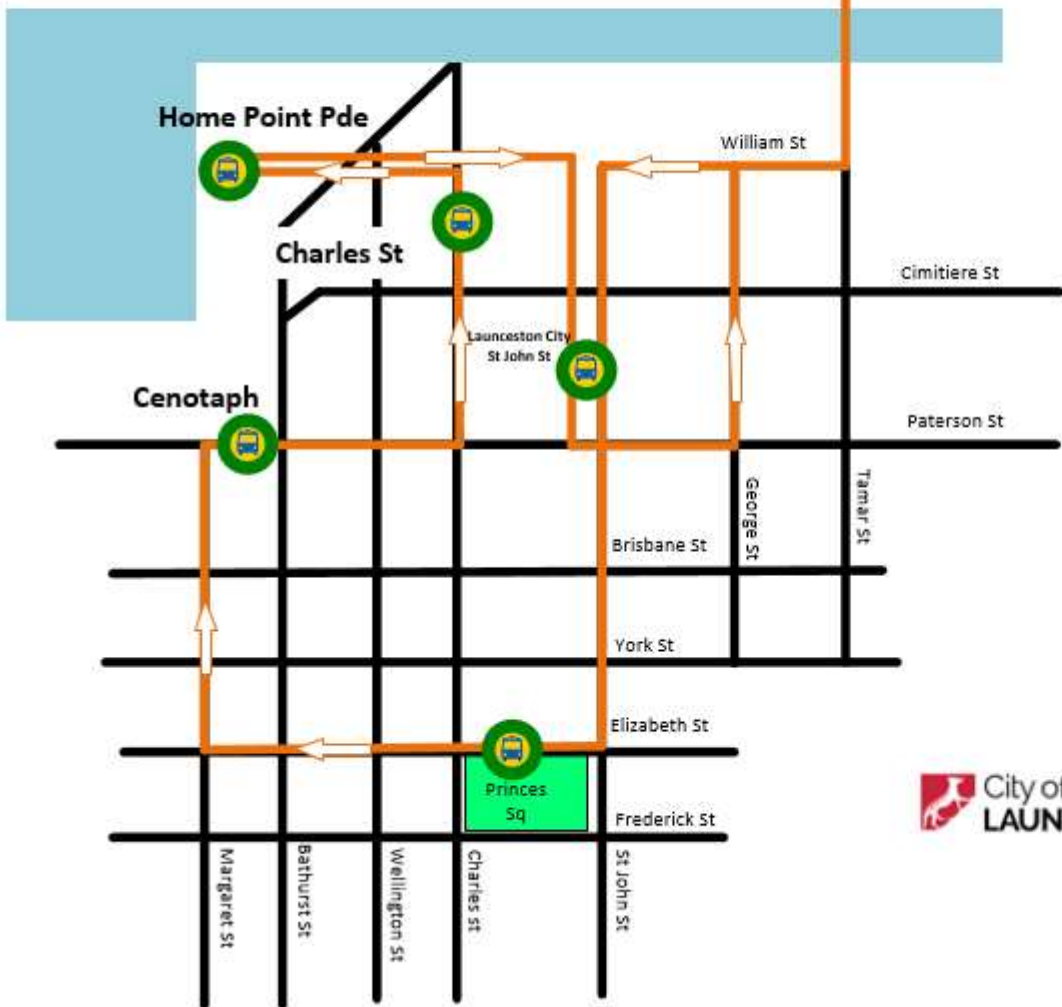 Home Point Pde
William St
Charles St
Cimitiere St
Launceston City
St John St
Cenotaph
Paterson St
George St
Tamar St
Brisbane St
York St
Elizabeth St
Princes
Sq
Frederick St
Margaret St
Bathurst St
Wellington St
Charles st
St John St
City of
LAUN